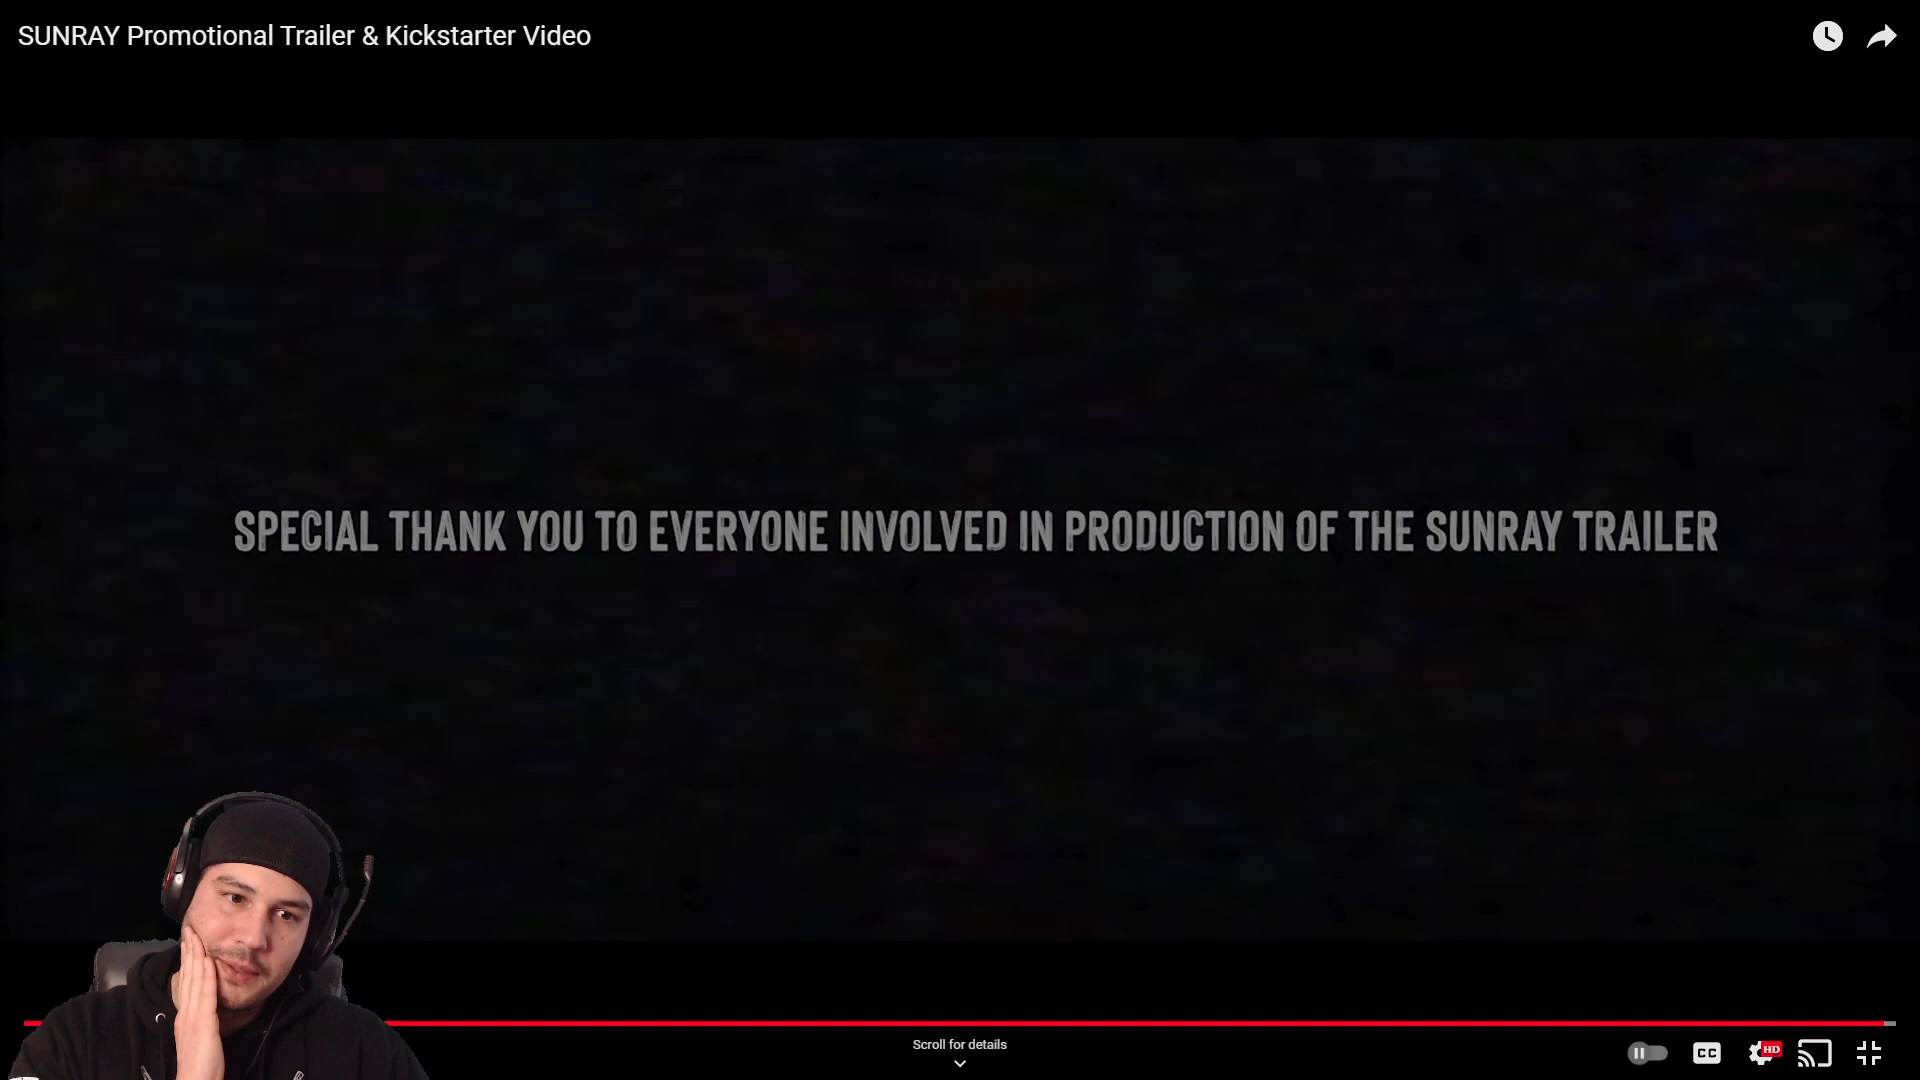 SUNRAY Promotional Trailer & Kickstarter Video
SPECIAL THANK YOU TO EVERYONE INVOLVED IN PRODUCTION OF THE SUNRAY TRAILER
Scroll for details
CC
HD